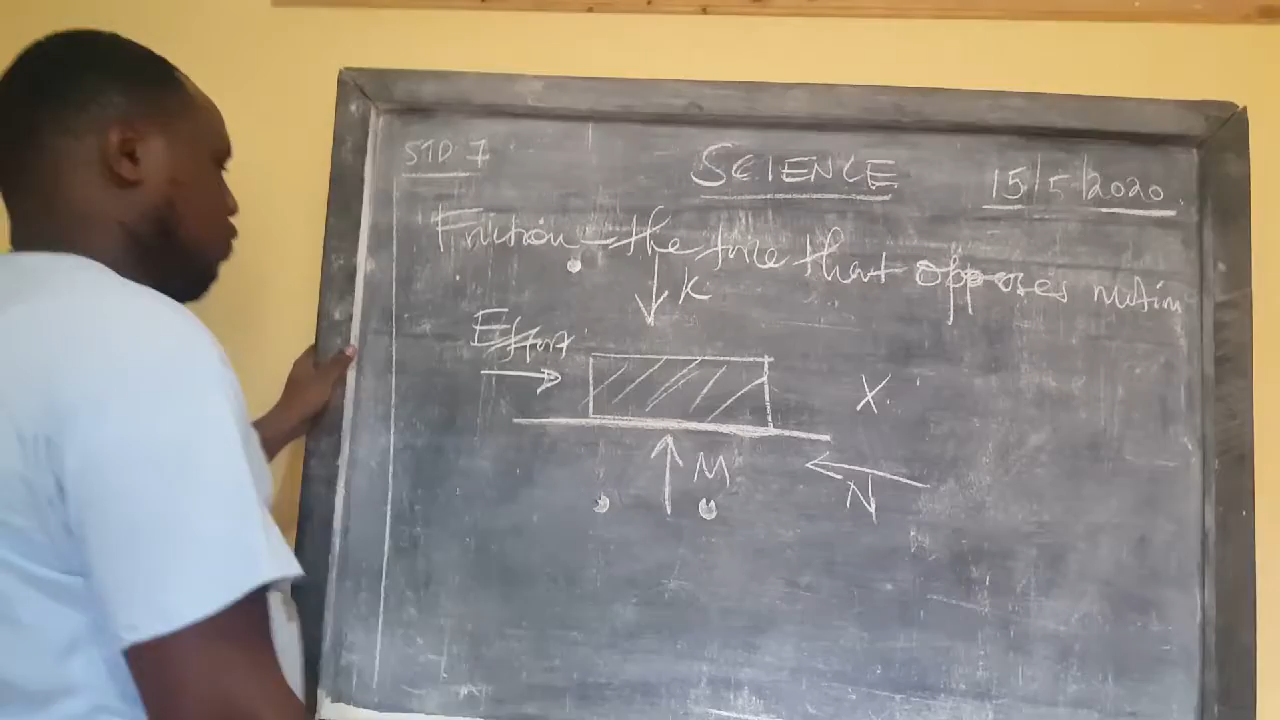 STD 7
SCIENCE
15/5/2020
Friction - the force that opposes motion
K
Effort
X
M
N